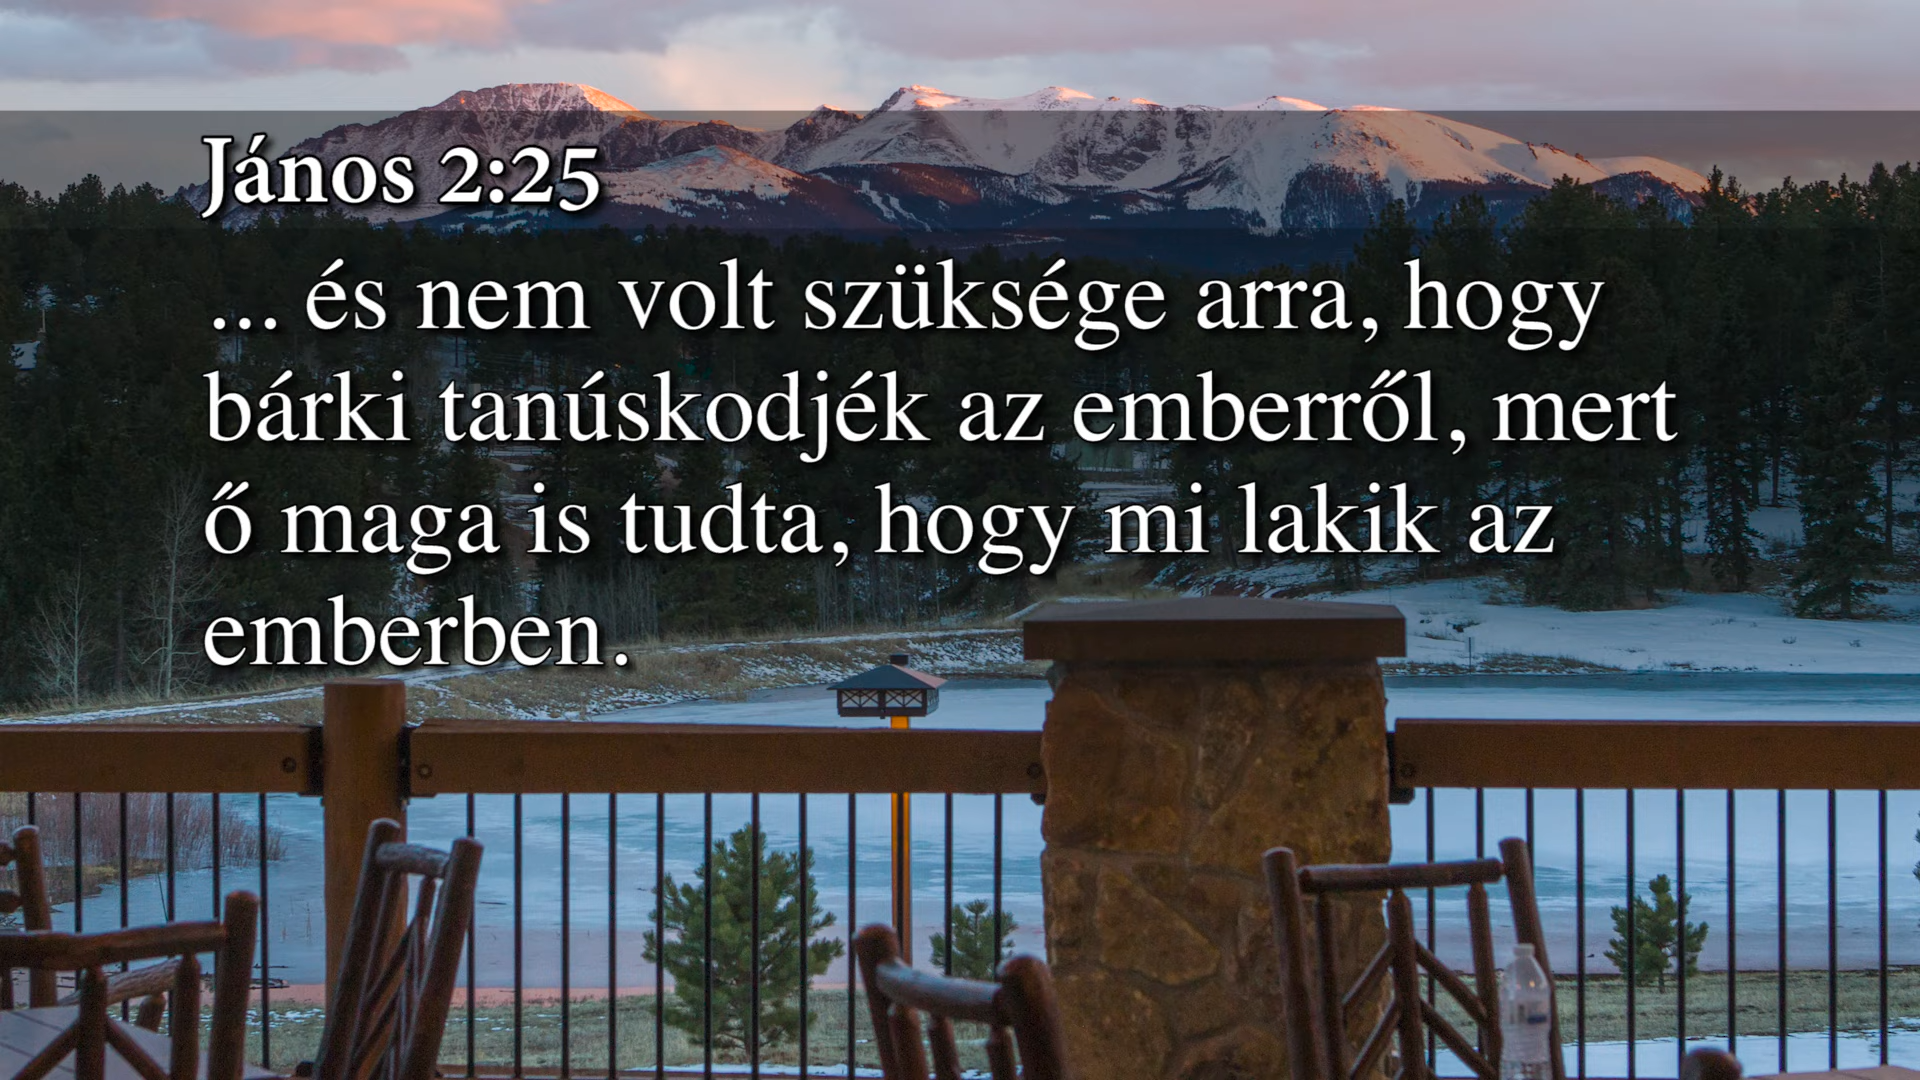 János 2:25
... és nem volt szüksége arra, hogy
bárki tanúskodjék az emberről, mert
ő maga is tudta, hogy mi lakik az
emberben.